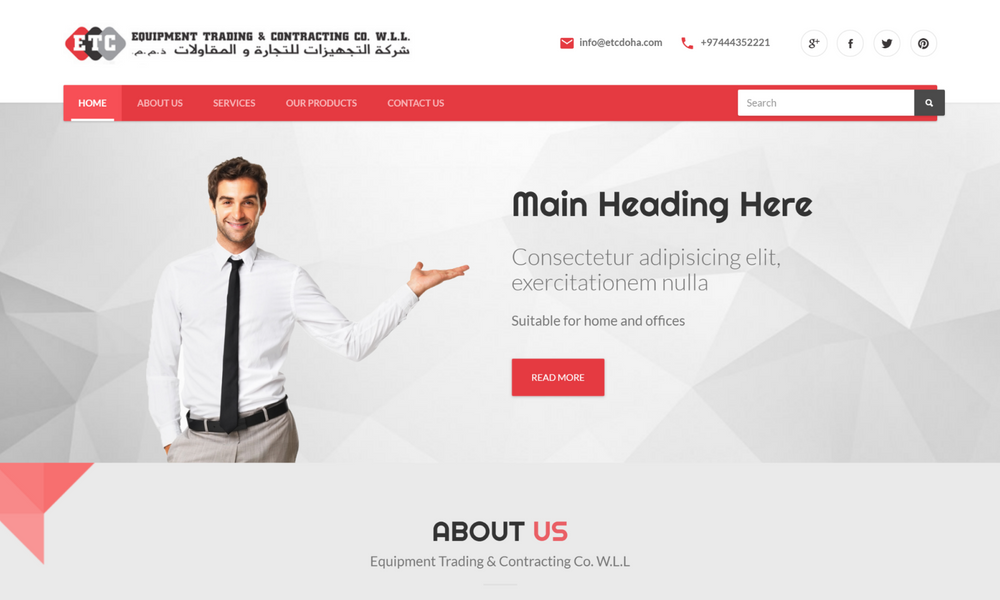 ETC
EQUIPMENT TRADING & CONTRACTING CO. W.L.L.
شركة التجهيزات للتجارة و المقاولات ذ.م.م.
info@etcdoha.com
+97444352221
HOME
ABOUT US
SERVICES
OUR PRODUCTS
CONTACT US
Search
Main Heading Here
Consectetur adipisicing elit,
exercitationem nulla
Suitable for home and offices
READ MORE
ABOUT US
Equipment Trading & Contracting Co. W.L.L